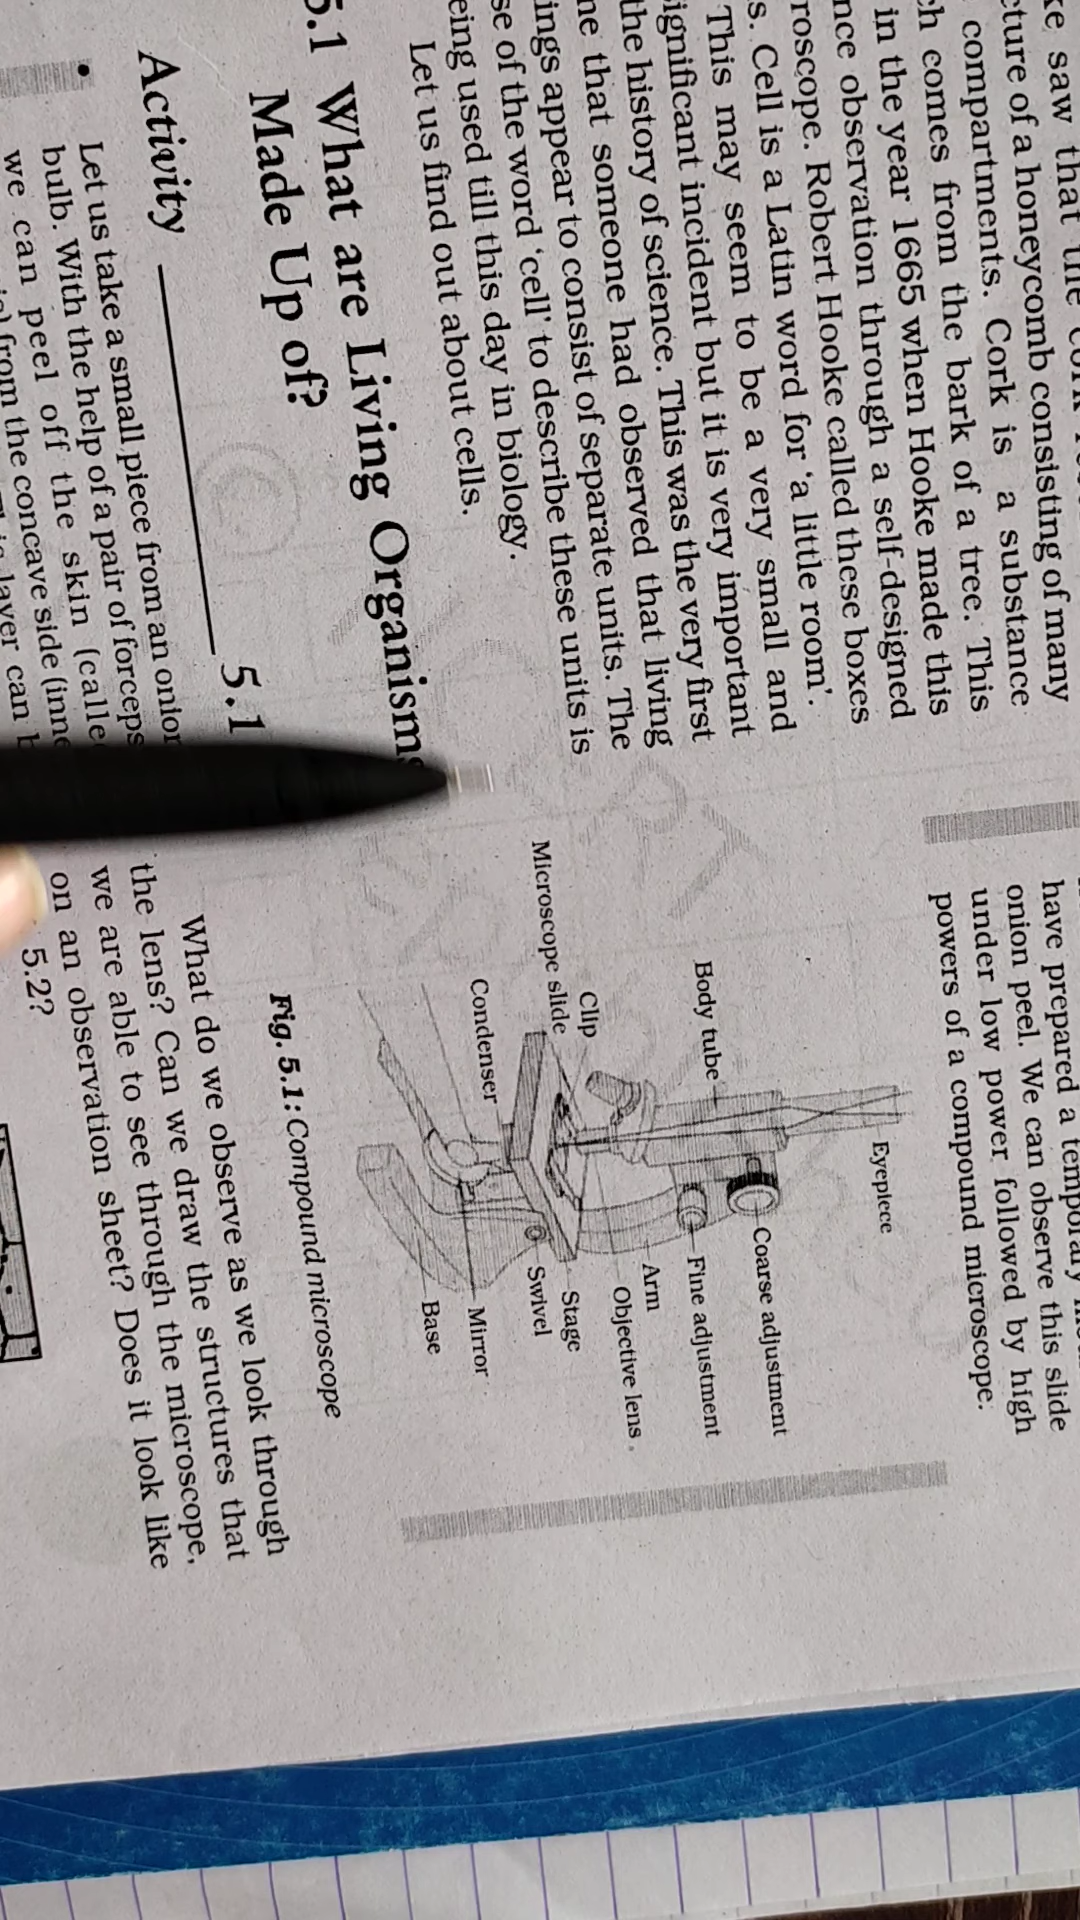 ke saw that the
cture of a honeycomb consisting of many
compartments. Cork is a substance
ch comes from the bark of a tree. This
in the year 1665 when Hooke made this
nce observation through a self-designed
roscope. Robert Hooke called these boxes
s. Cell is a Latin word for ‘a little room’.
This may seem to be a very small and
ignificant incident but it is very important
the history of science. This was the very first
ne that someone had observed that living
ings appear to consist of separate units. The
se of the word ‘cell’ to describe these units is
eing used till this day in biology.
Let us find out about cells.
5.1 What are Living Organisms
Made Up of?
Activity 5.1
• Let us take a small piece from an onion
bulb. With the help of a pair of forceps
we can peel off the skin (calle
from the concave side (inne
layer can b
have prepared a temporary
onion peel. We can observe this slide
under low power followed by high
powers of a compound microscope.
Eyepiece
Coarse adjustment
Body tube
Fine adjustment
Arm
Objective lens
Clip
Stage
Microscope slide
Swivel
Condenser
Mirror
Base
Fig. 5.1: Compound microscope
What do we observe as we look through
the lens? Can we draw the structures that
we are able to see through the microscope,
on an observation sheet? Does it look like
5.2?